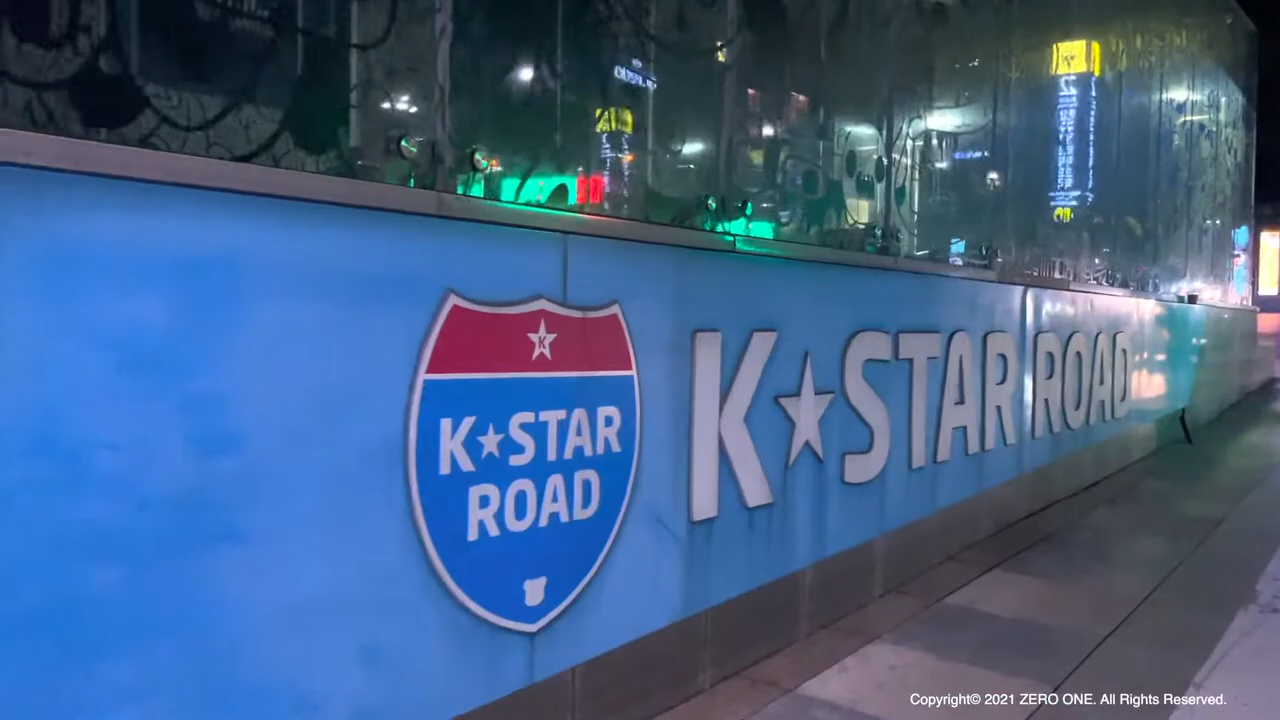 K
K★STAR
ROAD
K★STAR ROAD
Copyright© 2021 ZERO ONE. All Rights Reserved.